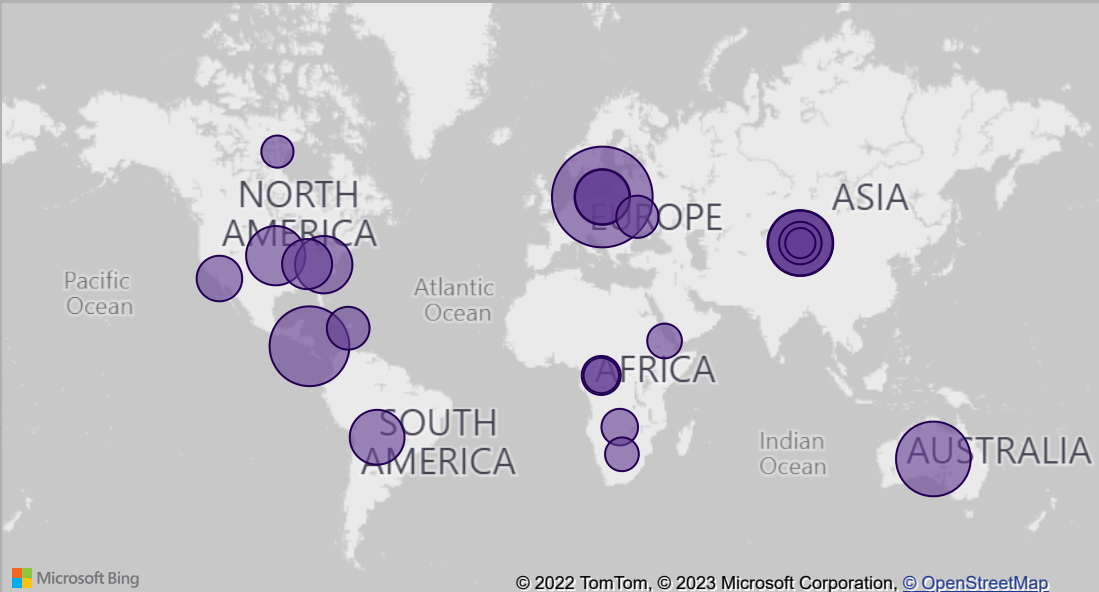 NORTH
AMERICA
ASIA
EUROPE
Pacific
Ocean
Atlantic
Ocean
AFRICA
SOUTH
AMERICA
Indian
Ocean
AUSTRALIA
Microsoft Bing
© 2022 TomTom, © 2023 Microsoft Corporation, © OpenStreetMap